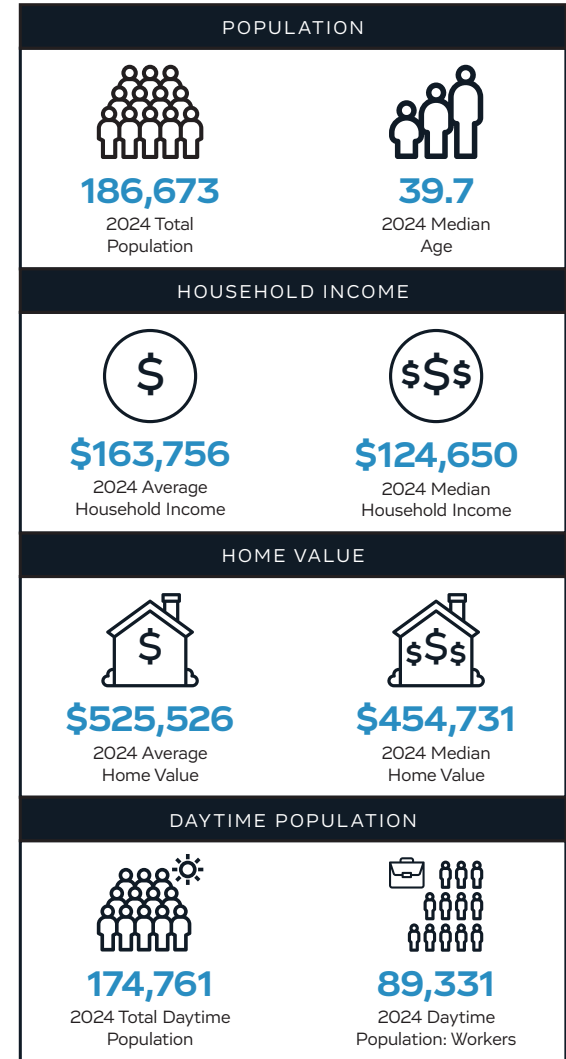 POPULATION
186,673
2024 Total
Population
39.7
2024 Median
Age
HOUSEHOLD INCOME
$
$163,756
2024 Average
Household Income
$$$
$124,650
2024 Median
Household Income
HOME VALUE
$
$525,526
2024 Average
Home Value
$$$
$454,731
2024 Median
Home Value
DAYTIME POPULATION
174,761
2024 Total Daytime
Population
89,331
2024 Daytime
Population: Workers